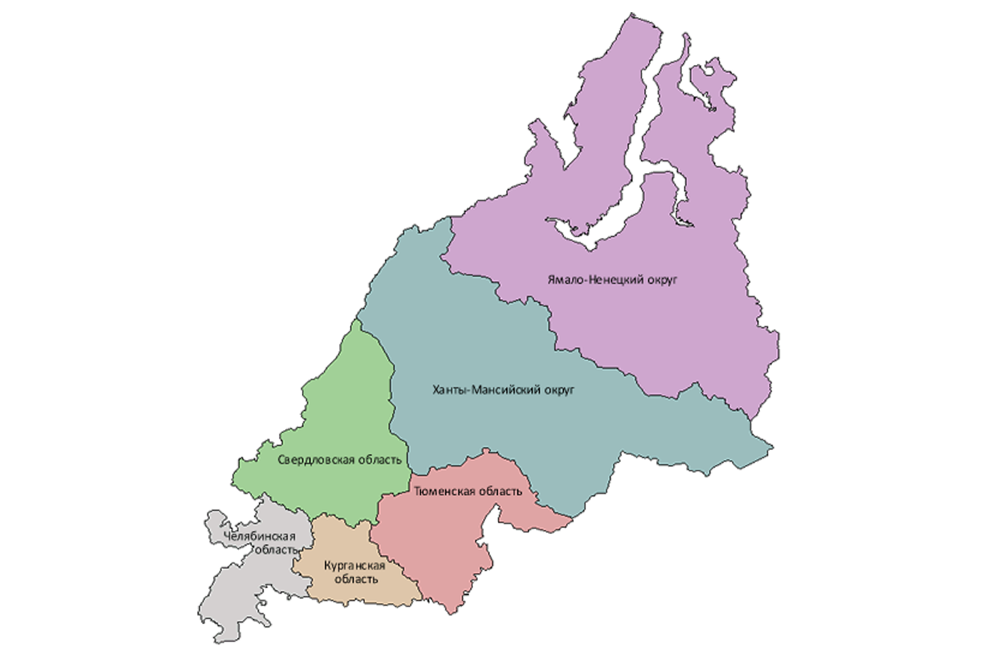 Ямало-Ненецкий округ
Ханты-Мансийский округ
Свердловская область
Тюменская область
Челябинская
область
Курганская
область